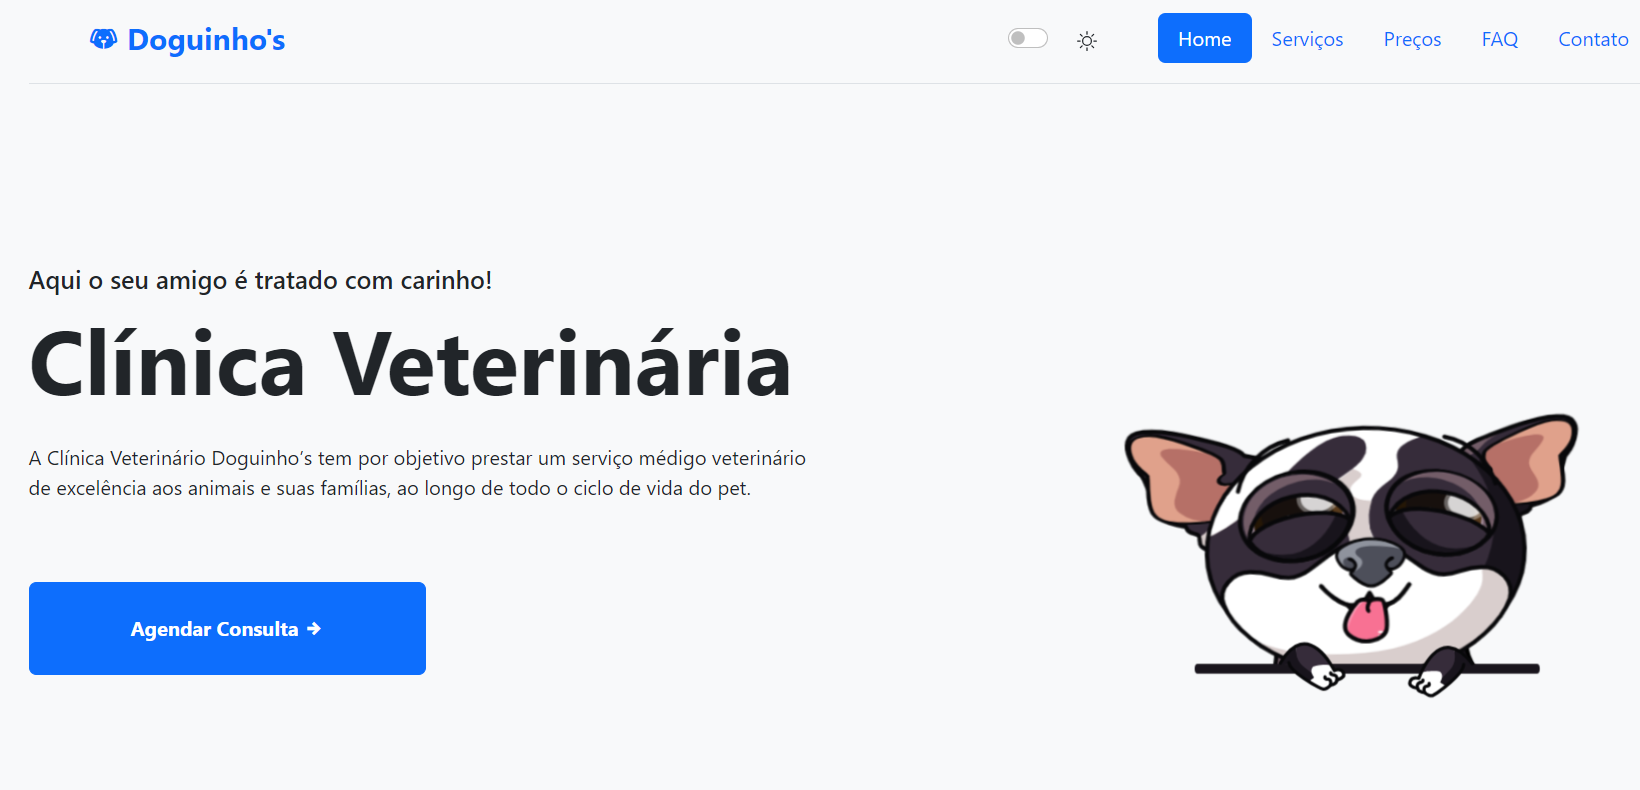 Doguinho's
Home Serviços Preços FAQ Contato
Aqui o seu amigo é tratado com carinho!
Clínica Veterinária
A Clínica Veterinário Doguinho’s tem por objetivo prestar um serviço médigo veterinário
de excelência aos animais e suas famílias, ao longo de todo o ciclo de vida do pet.
Agendar Consulta →